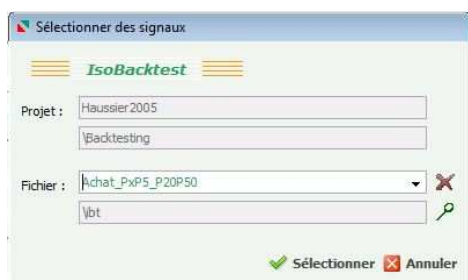 Sélectionner des signaux
IsoBacktest
Projet : Haussier2005
\Backtesting
Fichier : Achat_PxP5_P20P50
\bt
Sélectionner Annuler